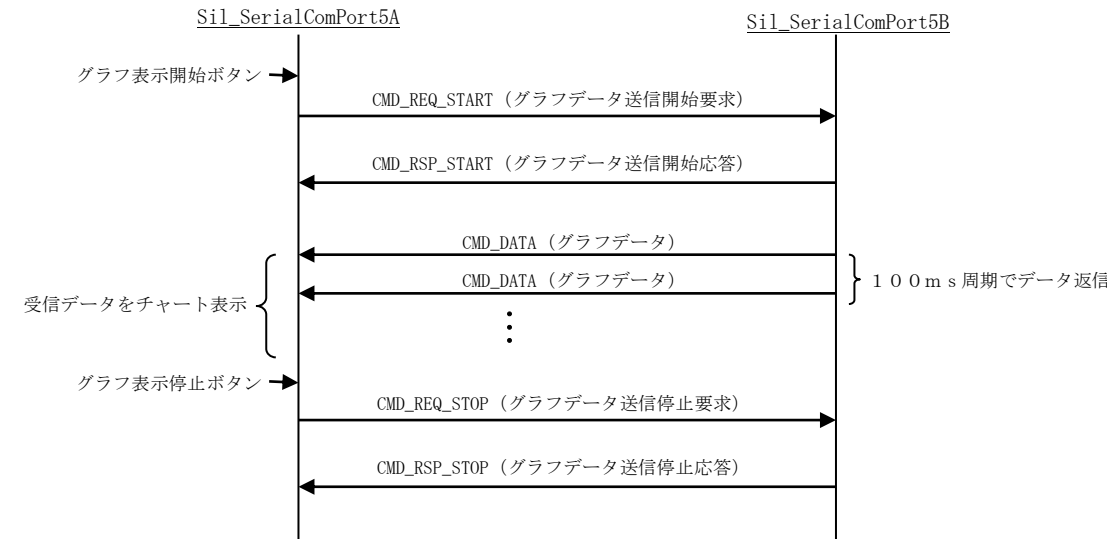 Sil_SerialComPort5A
Sil_SerialComPort5B
グラフ表示開始ボタン
CMD_REQ_START (グラフデータ送信開始要求)
CMD_RSP_START (グラフデータ送信開始応答)
CMD_DATA (グラフデータ)
CMD_DATA (グラフデータ)
100ms周期でデータ返信
受信データをチャート表示
グラフ表示停止ボタン
CMD_REQ_STOP (グラフデータ送信停止要求)
CMD_RSP_STOP (グラフデータ送信停止応答)